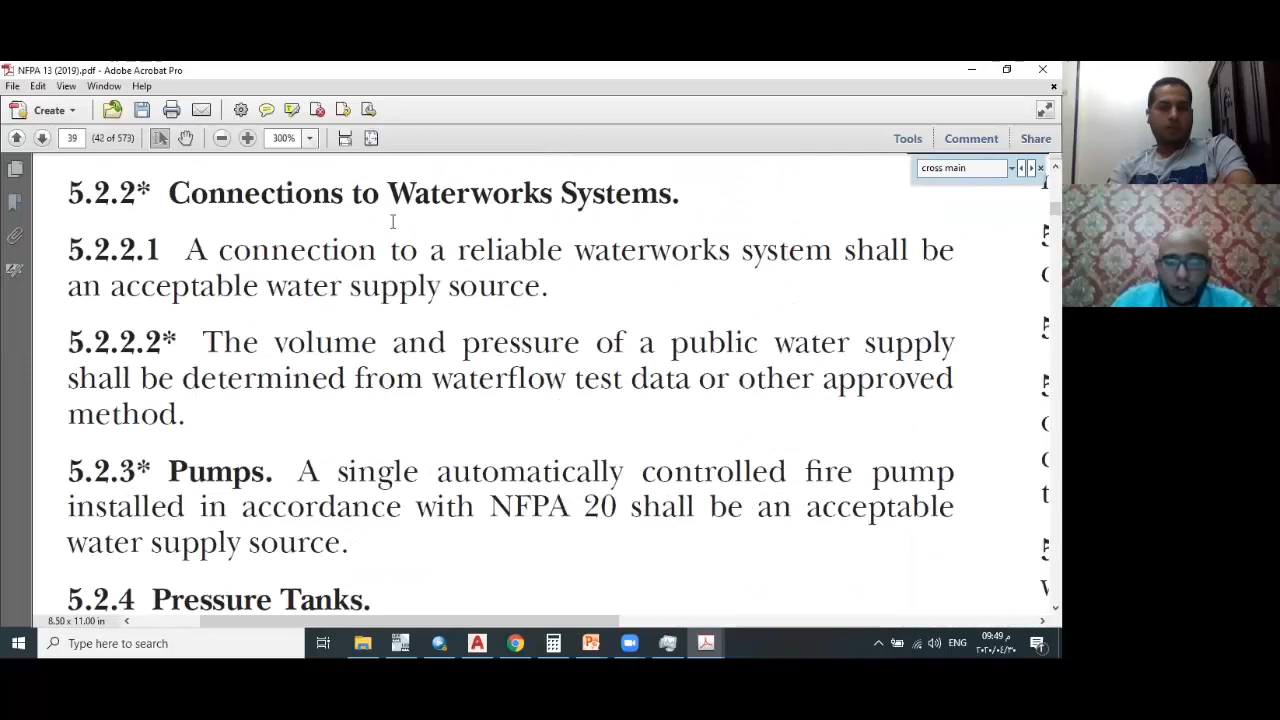 NFPA 13 (2019).pdf - Adobe Acrobat Pro
File Edit View Window Help
Create
39 (42 of 573) 300% Tools Comment Share
cross main
5.2.2* Connections to Waterworks Systems.
5.2.2.1 A connection to a reliable waterworks system shall be
an acceptable water supply source.
5.2.2.2* The volume and pressure of a public water supply
shall be determined from waterflow test data or other approved
method.
5.2.3* Pumps. A single automatically controlled fire pump
installed in accordance with NFPA 20 shall be an acceptable
water supply source.
5.2.4 Pressure Tanks.
8.50 x 11.00 in
Type here to search
ENG
09:49 م
٢٠٢٠/٠٤/٣٠